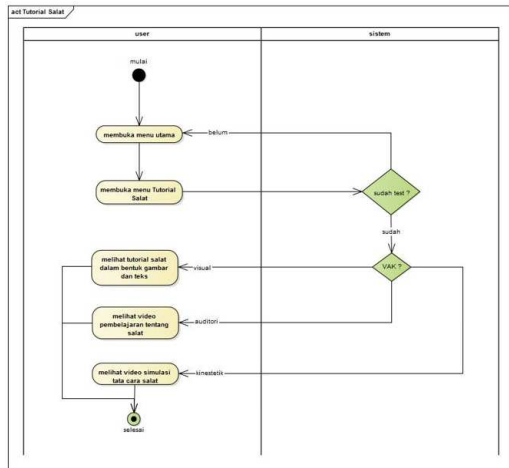 act Tutorial Salat
user
sistem
mulai
membuka menu utama
belum
membuka menu Tutorial
Salat
sudah text ?
sudah
melihat tutorial salat
dalam bentuk gambar
dan teks
visual
VAK ?
melihat video
pembelajaran tentang
salat
auditori
melihat video simulasi
tata cara salat
kinestetik
selesai